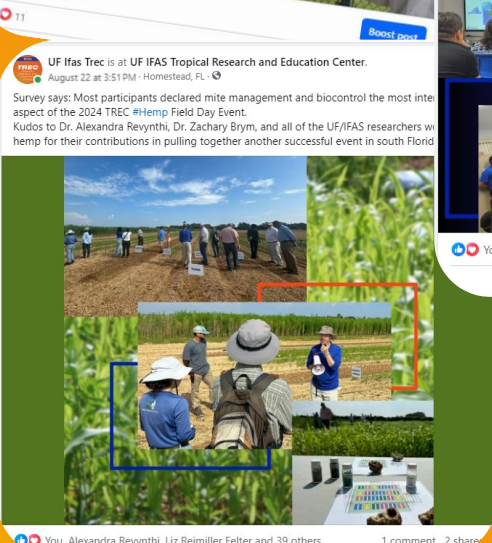 11
Boost post
UF Ifas Trec is at UF IFAS Tropical Research and Education Center.
August 22 at 3:51 PM · Homestead, FL ·
Survey says: Most participants declared mite management and biocontrol the most
aspect of the 2024 TREC #Hemp Field Day Event.
Kudos to Dr. Alexandra Revynthi, Dr. Zachary Brym, and all of the UF/IFAS researchers
hemp for their contributions in pulling together another successful event in south
TREC
You, Alexandra Revynthi, Liz Reimiller Felter and 39 others
1 comment 2